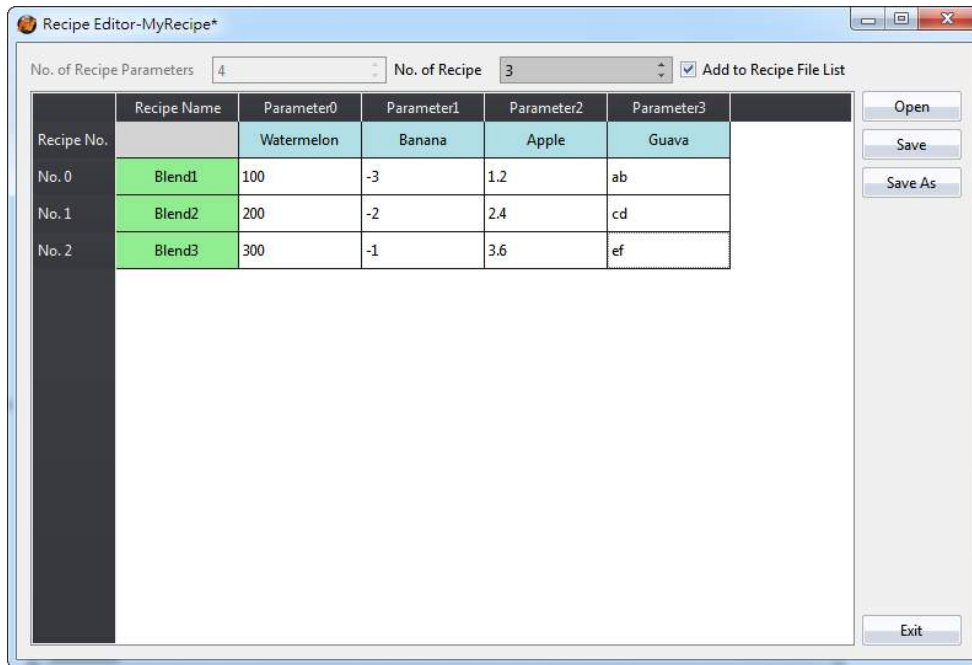 Recipe Editor-MyRecipe*
No. of Recipe Parameters 4 No. of Recipe 3 Add to Recipe File List
Recipe Name Parameter0 Parameter1 Parameter2 Parameter3 Open
Recipe No. Watermelon Banana Apple Guava Save
No. 0 Blend1 100 -3 1.2 ab Save As
No. 1 Blend2 200 -2 2.4 cd
No. 2 Blend3 300 -1 3.6 ef
Exit